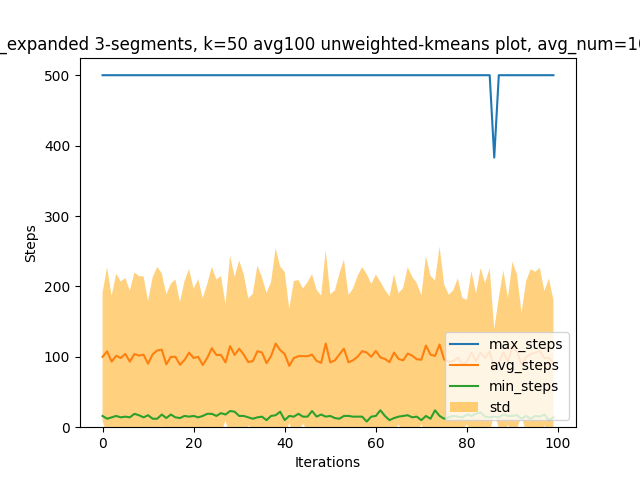 _expanded 3-segments, k=50 avg100 unweighted-kmeans plot, avg_num=10
500
400
300
200
100
0
Steps
max_steps
avg_steps
min_steps
std
0 20 40 60 80 100
Iterations